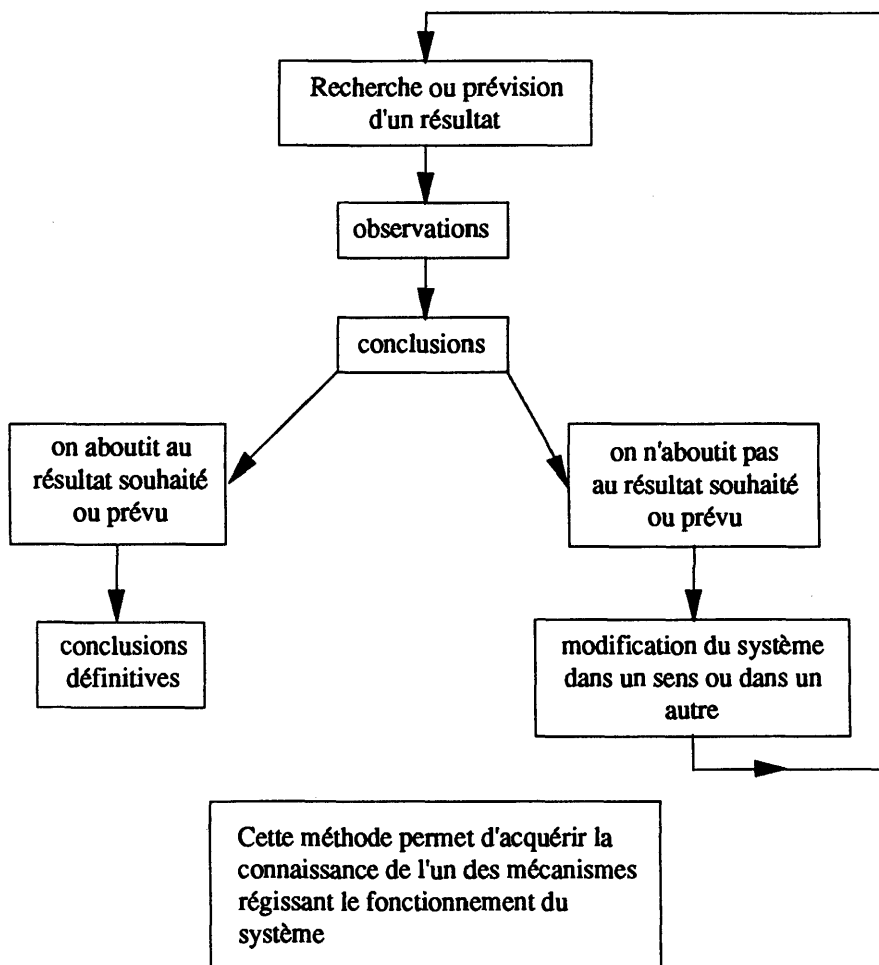 Recherche ou prévision
d'un résultat
observations
conclusions
on aboutit au
résultat souhaité
ou prévu
on n'aboutit pas
au résultat souhaité
ou prévu
conclusions
définitives
modification du système
dans un sens ou dans un
autre
Cette méthode permet d'acquérir la
connaissance de l'un des mécanismes
régissant le fonctionnement du
système